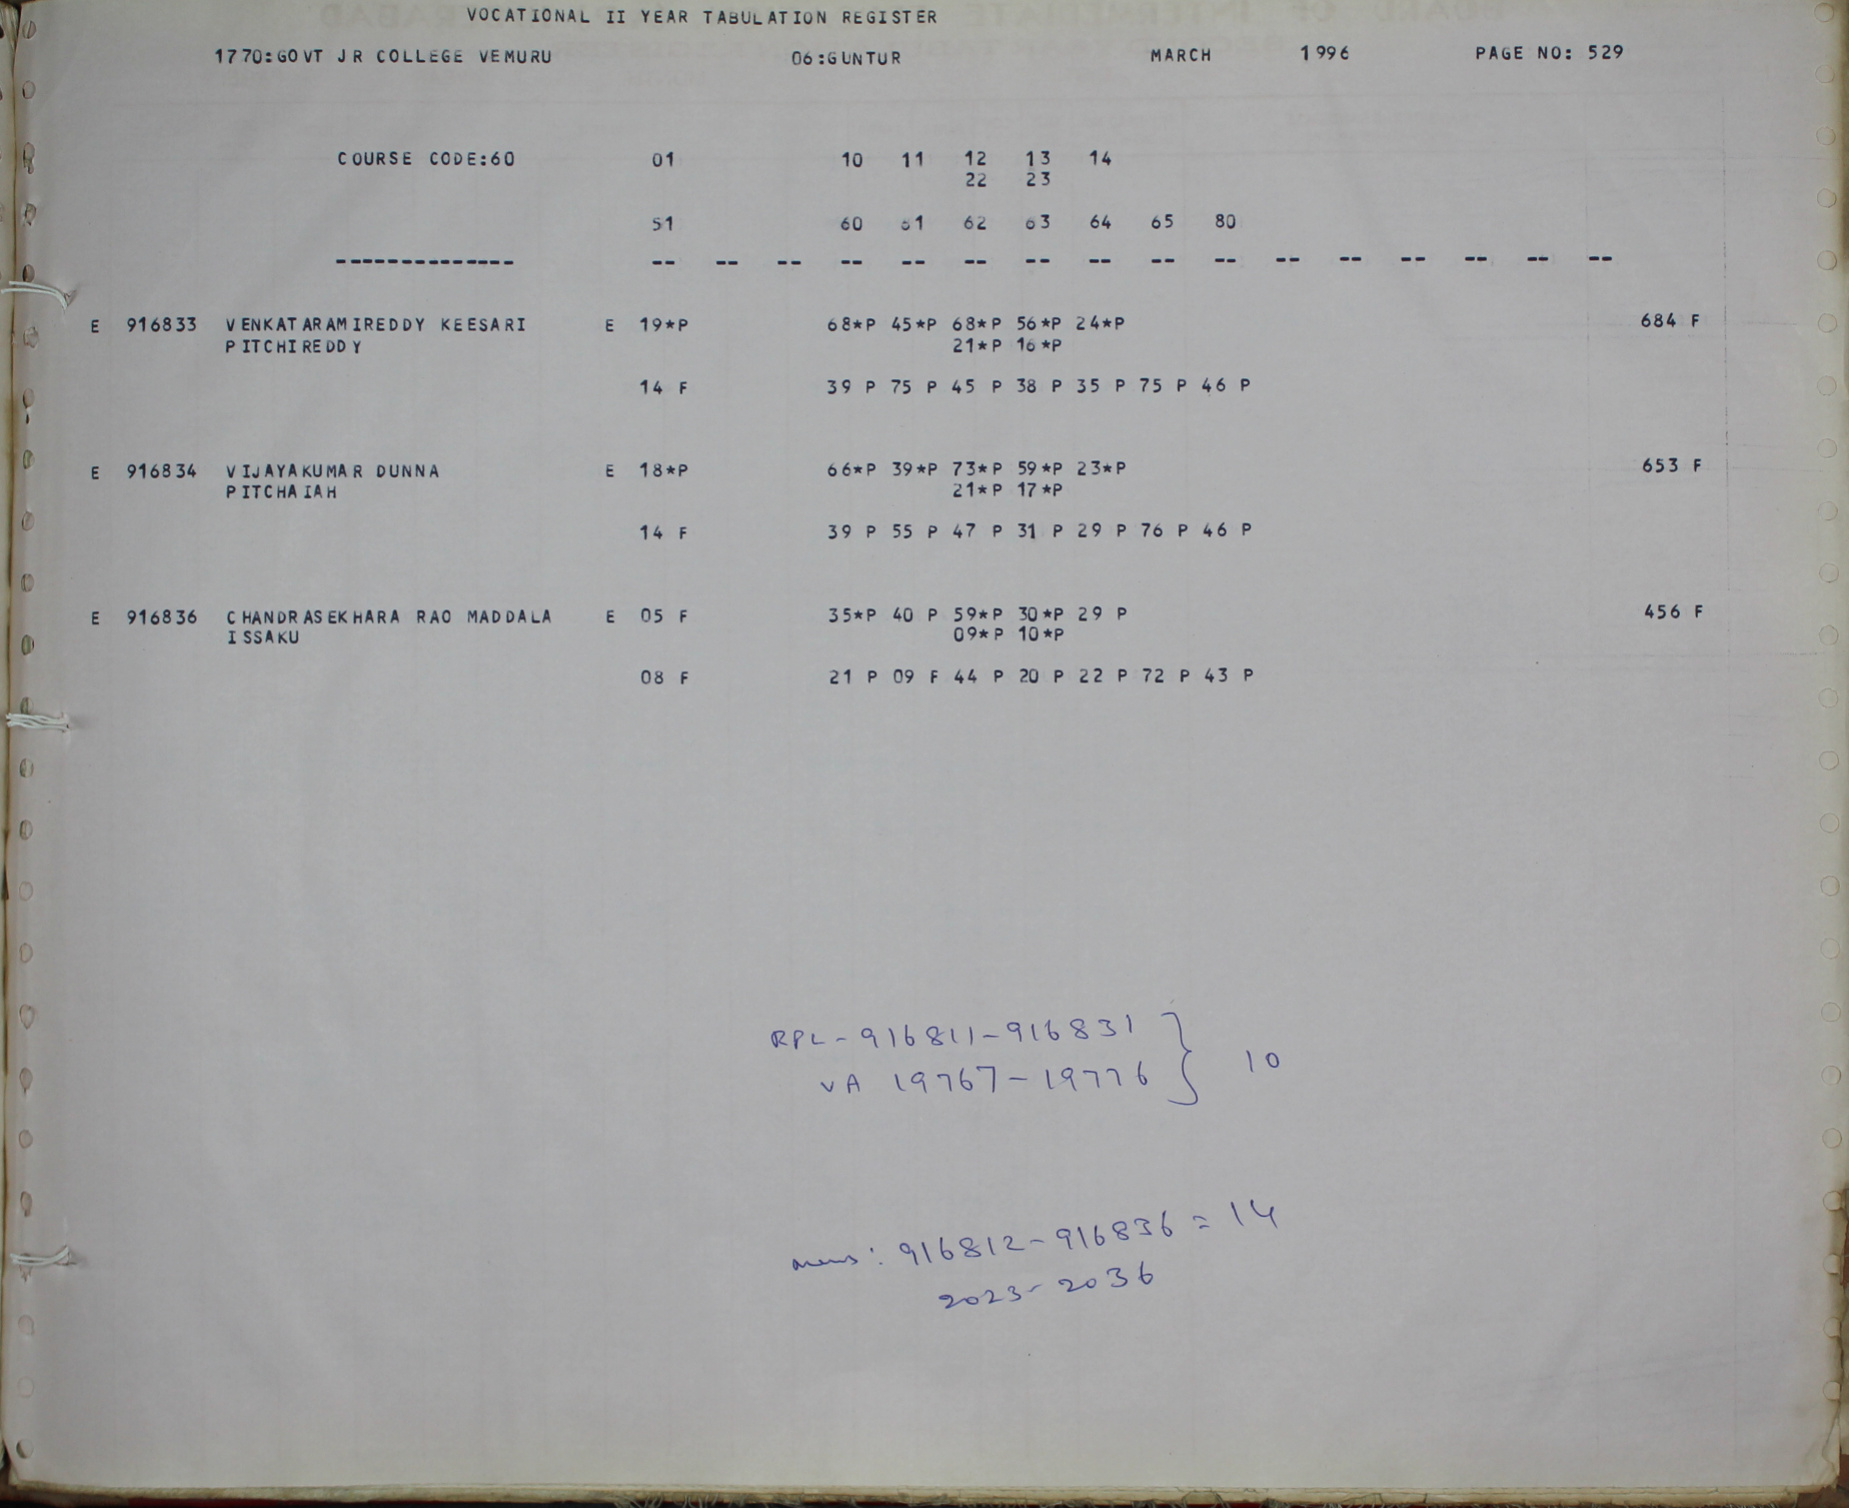 VOCATIONAL II YEAR TABULATION REGISTER
1770:GOVT JR COLLEGE VEMURU 06:GUNTUR MARCH 1996 PAGE NO: 529
COURSE CODE:60 01 10 11 12 13 14
22 23
51 60 61 62 63 64 65 80
-------------- -- -- -- -- -- -- -- -- -- -- -- -- -- -- -- --
E 916833 VENKATARAMIREDDY KEESARI E 19*P 68*P 45*P 68*P 56*P 24*P 684 F
PITCHIREDDY 21*P 16*P
14 F 39 P 75 P 45 P 38 P 35 P 75 P 46 P
E 916834 VIJAYAKUMAR DUNNA E 18*P 66*P 39*P 73*P 59*P 23*P 653 F
PITCHAIAH 21*P 17*P
14 F 39 P 55 P 47 P 31 P 29 P 76 P 46 P
E 916836 CHANDRASEKHARA RAO MADDALA E 05 F 35*P 40 P 59*P 30*P 29 P 456 F
ISSAKU 09*P 10*P
08 F 21 P 09 F 44 P 20 P 22 P 72 P 43 P
RPL-916811-916831
VA 19767-19776 } 10
: 916812-916836 = 14
2023-2036